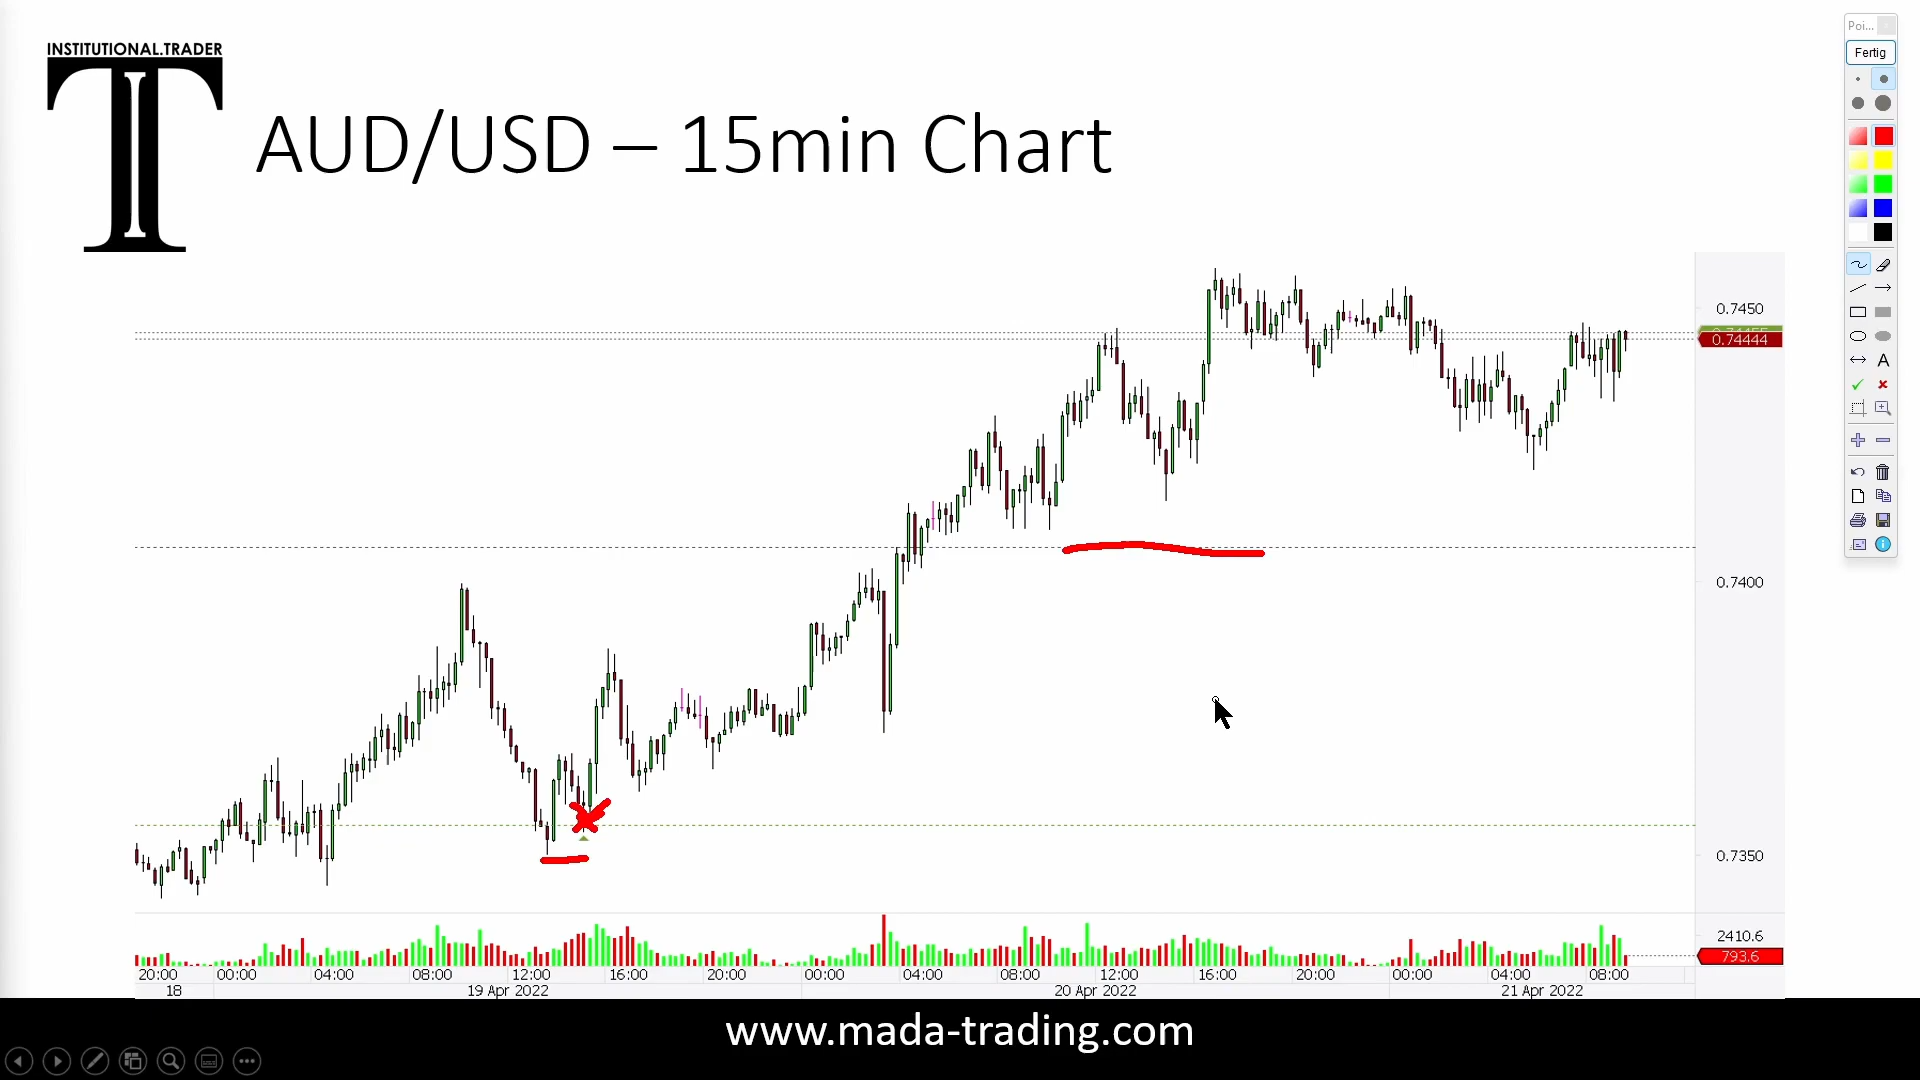 Poi...
Fertig
INSTITUTIONAL.TRADER
AUD/USD – 15min Chart
A
0.7450
0.74444
0.7400
0.7350
2410.6
793.6
20:00 00:00 04:00 08:00 12:00 16:00 20:00 00:00 04:00 08:00 12:00 16:00 20:00 00:00 04:00 08:00
18 19 Apr 2022 20 Apr 2022 21 Apr 2022
www.mada-trading.com